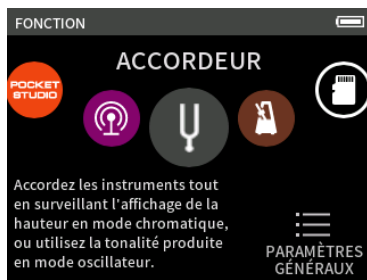 FONCTION
ACCORDEUR
POCKET
STUDIO
Accordez les instruments tout
en surveillant l'affichage de la
hauteur en mode chromatique,
ou utilisez la tonalité produite
en mode oscillateur.
PARAMÈTRES
GÉNÉRAUX